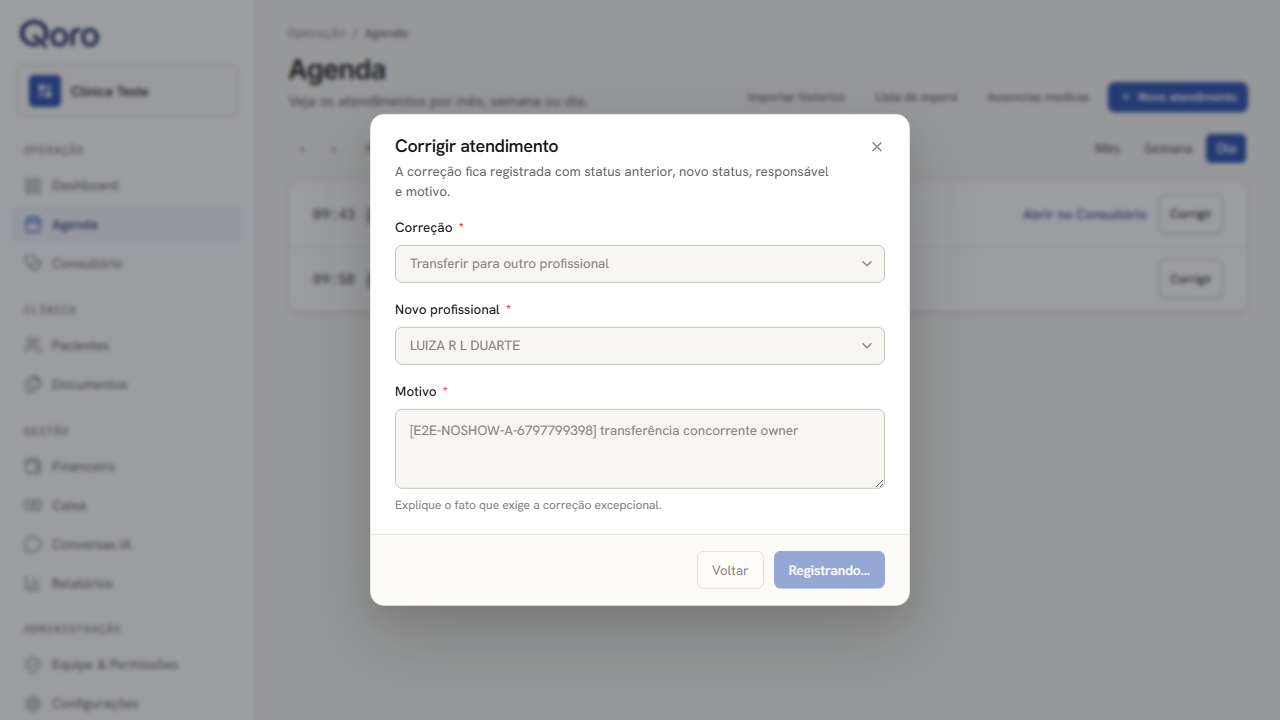 Qoro
Clínica Teste
OPERAÇÃO
Dashboard
Agenda
Consultório
CLÍNICO
Pacientes
Documentos
GESTÃO
Financeiro
Caixa
Conversas IA
Relatórios
ADMINISTRAÇÃO
Equipe & Permissões
Configurações
Operação / Agenda
Agenda
Veja os atendimentos por mês, semana ou dia.
Importar historico
Lista de espera
Ausencias medicas
+ Novo atendimento
Mês
Semana
Dia
09:43
Abrir no Consultório
Corrigir
09:58
Corrigir
Corrigir atendimento
A correção fica registrada com status anterior, novo status, responsável
e motivo.
Correção *
Transferir para outro profissional
Novo profissional *
LUIZA R L DUARTE
Motivo *
[E2E-NOSHOW-A-6797799398] transferência concorrente owner
Explique o fato que exige a correção excepcional.
Voltar
Registrando...